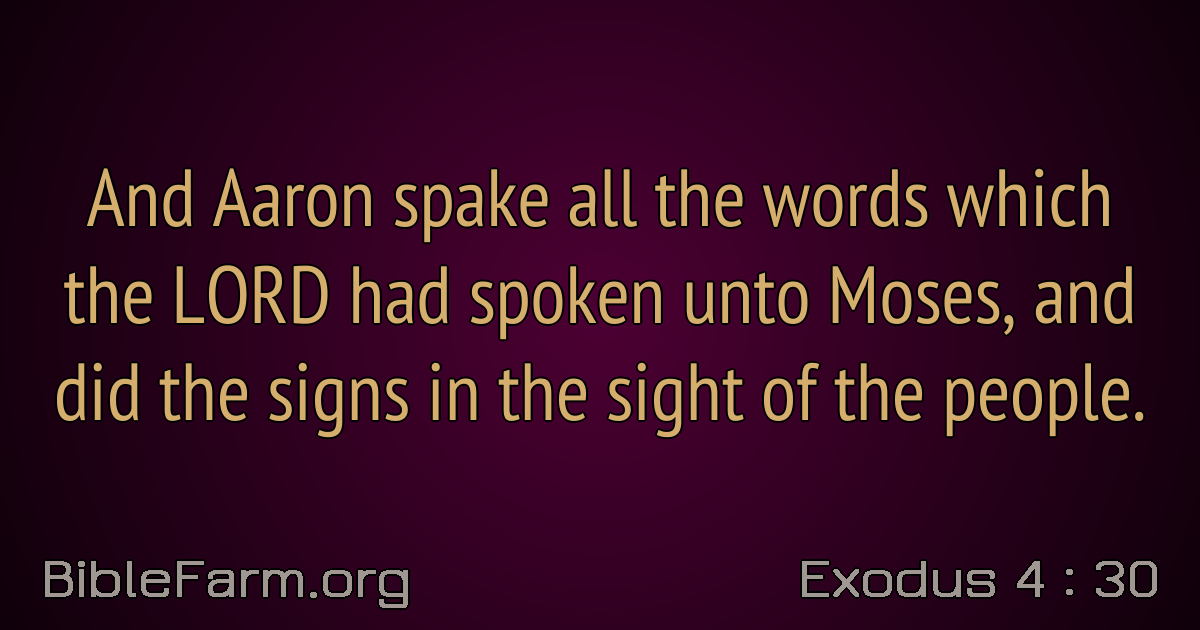 And Aaron spake all the words which
the LORD had spoken unto Moses, and
did the signs in the sight of the people.
BibleFarm.org
Exodus 4 : 30